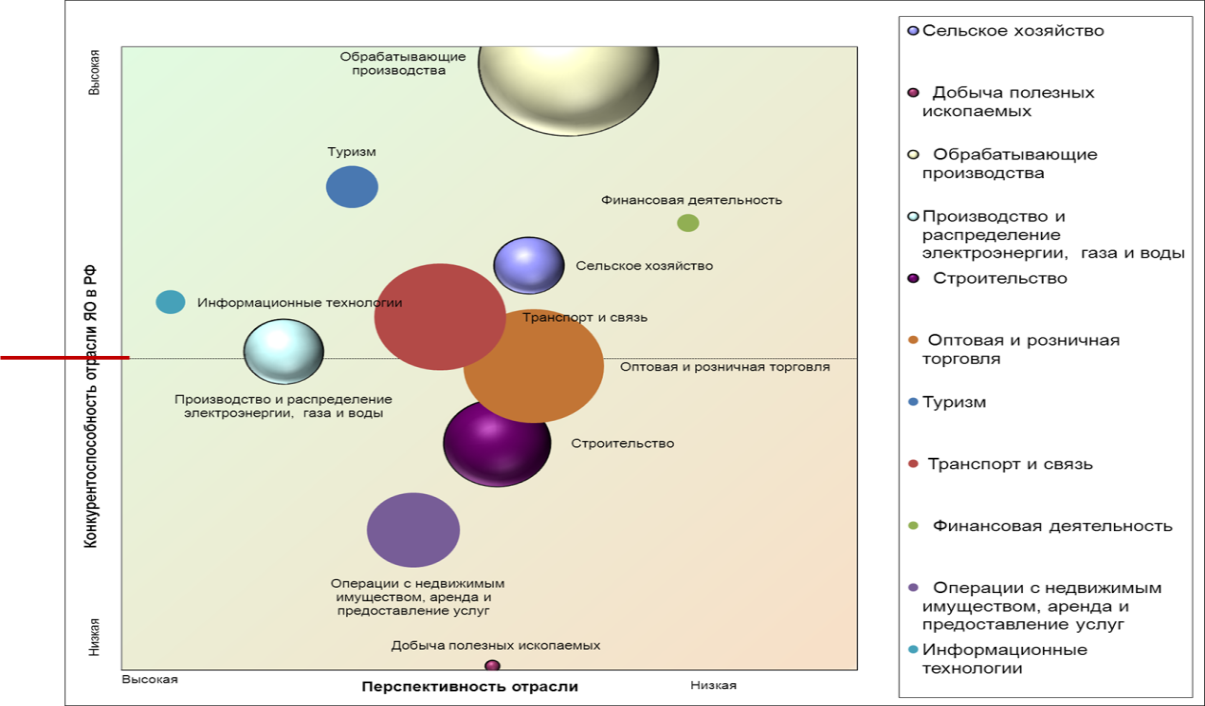 Высокая
Конкурентоспособность отрасли ЯО в РФ
Низкая
Обрабатывающие
производства
Туризм
Финансовая деятельность
Сельское хозяйство
Информационные технологии
Транспорт и связь
Оптовая и розничная торговля
Производство и распределение
электроэнергии, газа и воды
Строительство
Операции с недвижимым
имуществом, аренда и
предоставление услуг
Добыча полезных ископаемых
Высокая
Перспективность отрасли
Низкая
Сельское хозяйство
Добыча полезных
ископаемых
Обрабатывающие
производства
Производство и
распределение
электроэнергии, газа и воды
Строительство
Оптовая и розничная
торговля
Туризм
Транспорт и связь
Финансовая деятельность
Операции с недвижимым
имуществом, аренда и
предоставление услуг
Информационные
технологии